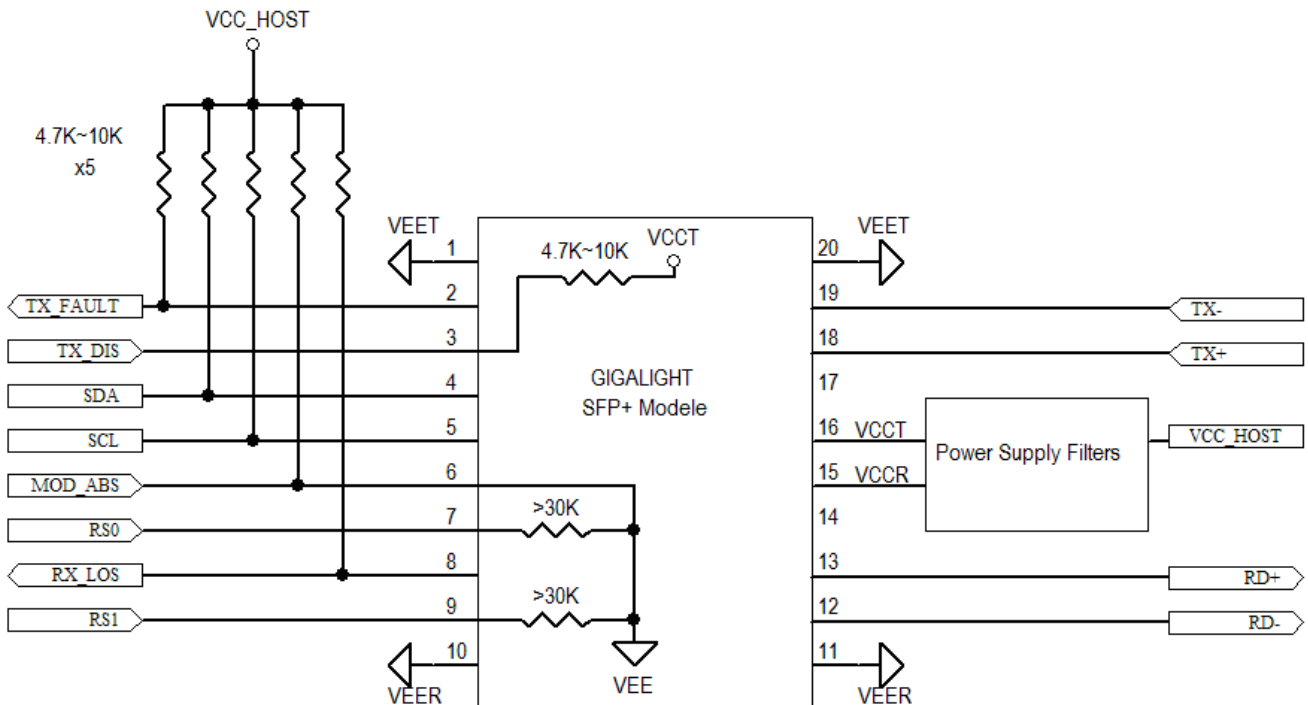 VCC_HOST
4.7K~10K
x5
VEET
1
4.7K~10K
VCCT
20
VEET
TX_FAULT
2
19
TX-
TX_DIS
3
18
TX+
SDA
4
GIGALIGHT
SFP+ Modele
17
SCL
5
16
VCCT
Power Supply Filters
VCC_HOST
MOD_ABS
6
15
VCCR
RS0
7
>30K
14
RX_LOS
8
13
RD+
RS1
9
>30K
12
RD-
10
VEER
VEE
11
VEER